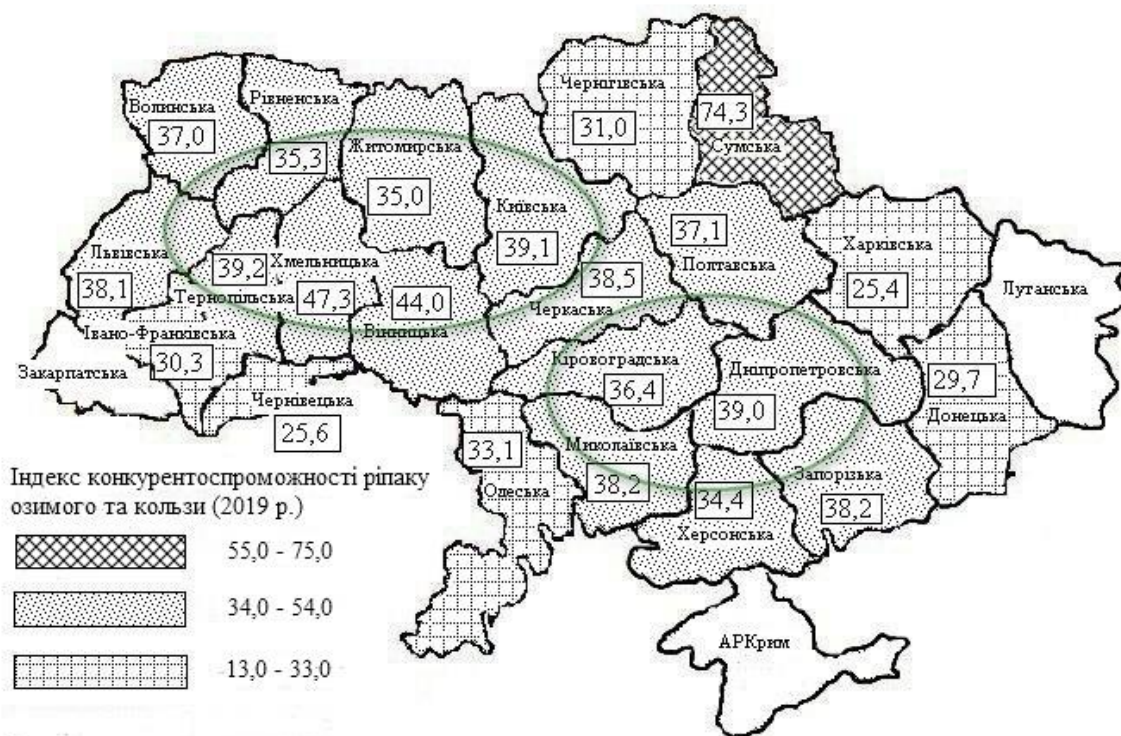 Чернігівська
31,0
74,3
Сумська
Волинська
37,0
Рівненська
35,3
Житомирська
35,0
Київська
39,1
37,1
Полтавська
Харківська
25,4
Луганська
Львівська
38,1
39,2
Тернопільська
Хмельницька
47,3
44,0
Вінницька
38,5
Черкаська
Івано-Франківська
30,3
Закарпатська
Чернівецька
25,6
Кіровоградська
36,4
Дніпропетровська
39,0
29,7
Донецька
33,1
Одеська
Миколаївська
38,2
34,4
Херсонська
Запорізька
38,2
АРКрим
Індекс конкурентоспроможності ріпаку
озимого та кользи (2019 р.)
55,0 - 75,0
34,0 - 54,0
13,0 - 33,0